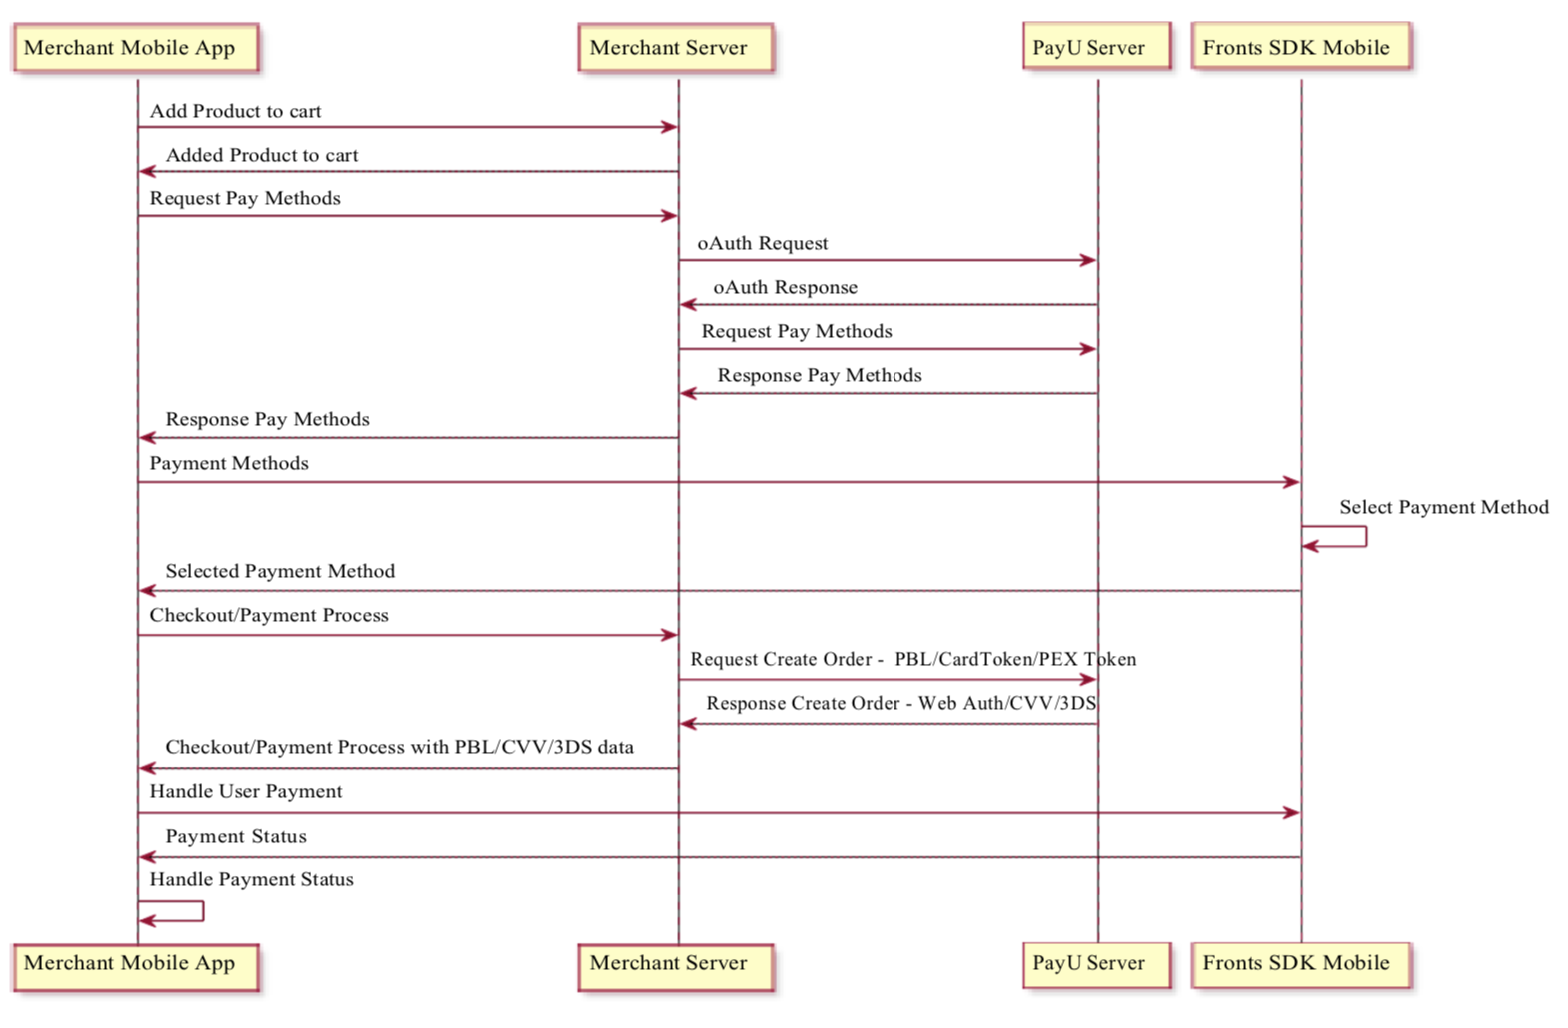 Merchant Mobile App
Merchant Server
PayU Server
Fronts SDK Mobile
Add Product to cart
Added Product to cart
Request Pay Methods
oAuth Request
oAuth Response
Request Pay Methods
Response Pay Methods
Response Pay Methods
Payment Methods
Select Payment Method
Selected Payment Method
Checkout/Payment Process
Request Create Order - PBL/CardToken/PEX Token
Response Create Order - Web Auth/CVV/3DS
Checkout/Payment Process with PBL/CVV/3DS data
Handle User Payment
Payment Status
Handle Payment Status
Merchant Mobile App
Merchant Server
PayU Server
Fronts SDK Mobile